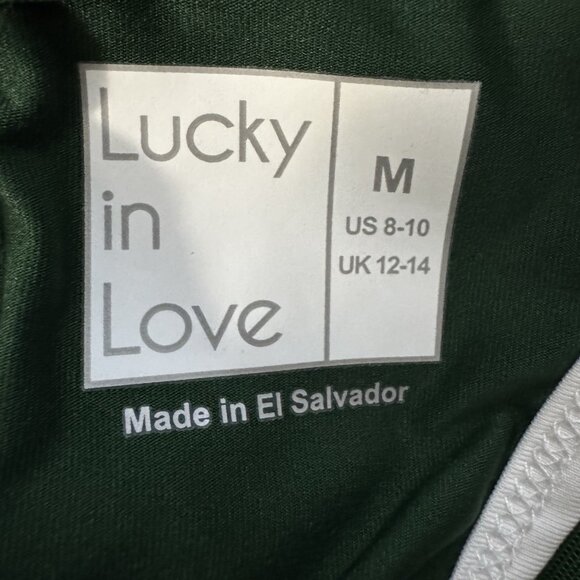 Lucky
in
Love
M
US 8-10
UK 12-14
Made in El Salvador